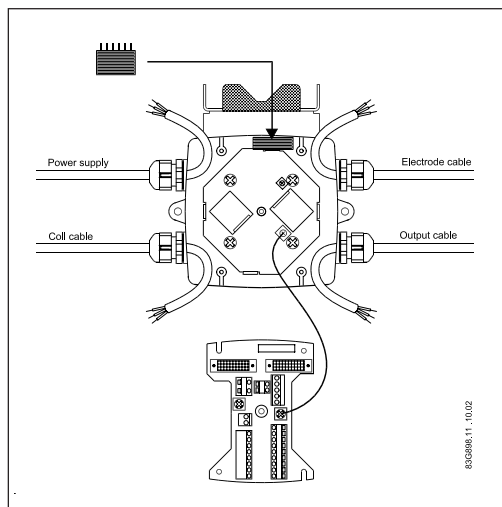 Power supply
Electrode cable
Coil cable
Output cable
83G898.11 .10.02